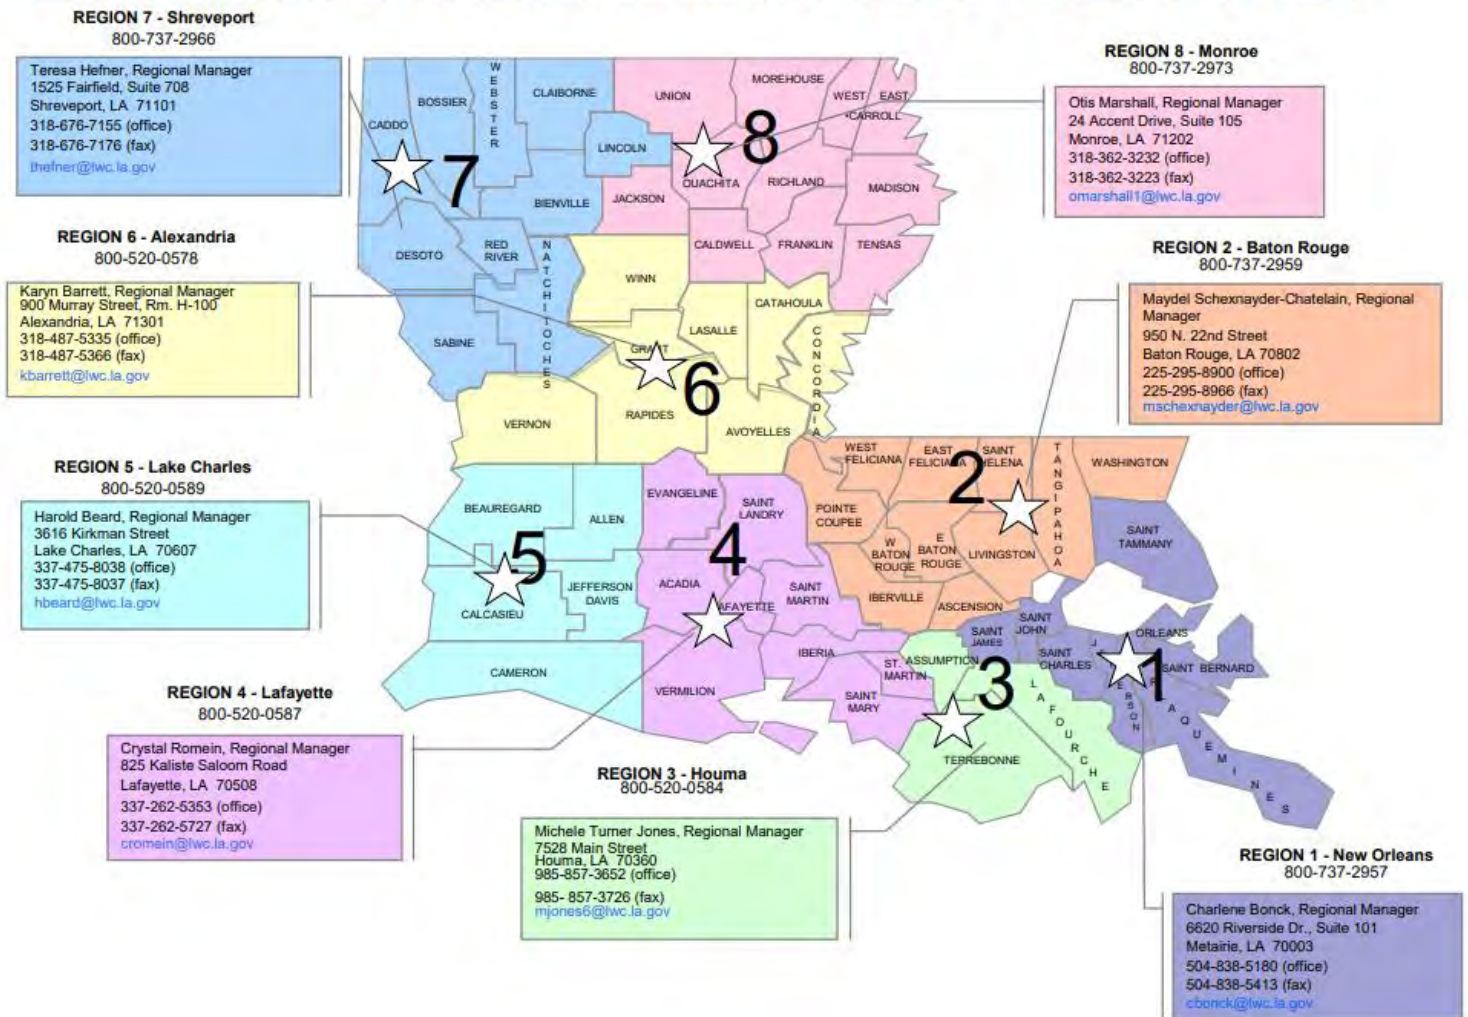 REGION 7 - Shreveport
800-737-2966
Teresa Hefner, Regional Manager
1525 Fairfield, Suite 708
Shreveport, LA 71101
318-676-7155 (office)
318-676-7176 (fax)
thefner@lwc.la.gov
REGION 6 - Alexandria
800-520-0578
Karyn Barrett, Regional Manager
900 Murray Street, Rm. H-100
Alexandria, LA 71301
318-487-5335 (office)
318-487-5366 (fax)
kbarrett@lwc.la.gov
REGION 5 - Lake Charles
800-520-0589
Harold Beard, Regional Manager
3616 Kirkman Street
Lake Charles, LA 70607
337-475-8038 (office)
337-475-8037 (fax)
hbeard@lwc.la.gov
REGION 4 - Lafayette
800-520-0587
Crystal Romein, Regional Manager
825 Kaliste Saloom Road
Lafayette, LA 70508
337-262-5353 (office)
337-262-5727 (fax)
cromein@lwc.la.gov
REGION 3 - Houma
800-520-0584
Michele Turner Jones, Regional Manager
7528 Main Street
Houma, LA 70360
985-857-3652 (office)
985- 857-3726 (fax)
mjones6@lwc.la.gov
REGION 8 - Monroe
800-737-2973
Otis Marshall, Regional Manager
24 Accent Drive, Suite 105
Monroe, LA 71202
318-362-3232 (office)
318-362-3223 (fax)
omarshall1@lwc.la.gov
REGION 2 - Baton Rouge
800-737-2959
Maydel Schexnayder-Chatelain, Regional
Manager
950 N. 22nd Street
Baton Rouge, LA 70802
225-295-8900 (office)
225-295-8966 (fax)
mschexnayder@lwc.la.gov
REGION 1 - New Orleans
800-737-2957
Charlene Bonck, Regional Manager
6620 Riverside Dr., Suite 101
Metairie, LA 70003
504-838-5180 (office)
504-838-5413 (fax)
cbonck@lwc.la.gov
CADDO
BOSSIER
WEBSTER
CLAIBORNE
LINCOLN
BIENVILLE
DESOTO
RED
RIVER
NATCHITOCHES
SABINE
7
UNION
MOREHOUSE
WEST
EAST
CARROLL
OUACHITA
RICHLAND
MADISON
JACKSON
CALDWELL
FRANKLIN
TENSAS
8
WINN
CATAHOULA
LASALLE
CONCORDIA
GRANT
RAPIDES
VERNON
AVOYELLES
6
BEAUREGARD
ALLEN
JEFFERSON
DAVIS
CALCASIEU
CAMERON
5
EVANGELINE
SAINT
LANDRY
ACADIA
LAFAYETTE
SAINT
MARTIN
IBERIA
ST.
MARTIN
VERMILION
SAINT
MARY
4
WEST
FELICIANA
EAST
FELICIANA
SAINT
HELENA
TANGIPAHOA
WASHINGTON
POINTE
COUPEE
W
BATON
ROUGE
E
BATON
ROUGE
LIVINGSTON
IBERVILLE
ASCENSION
2
ASSUMPTION
LAFOURCHE
TERREBONNE
3
SAINT
TAMMANY
SAINT
JAMES
SAINT
JOHN
SAINT
CHARLES
JEFFERSON
ORLEANS
SAINT BERNARD
PLAQUEMINES
1